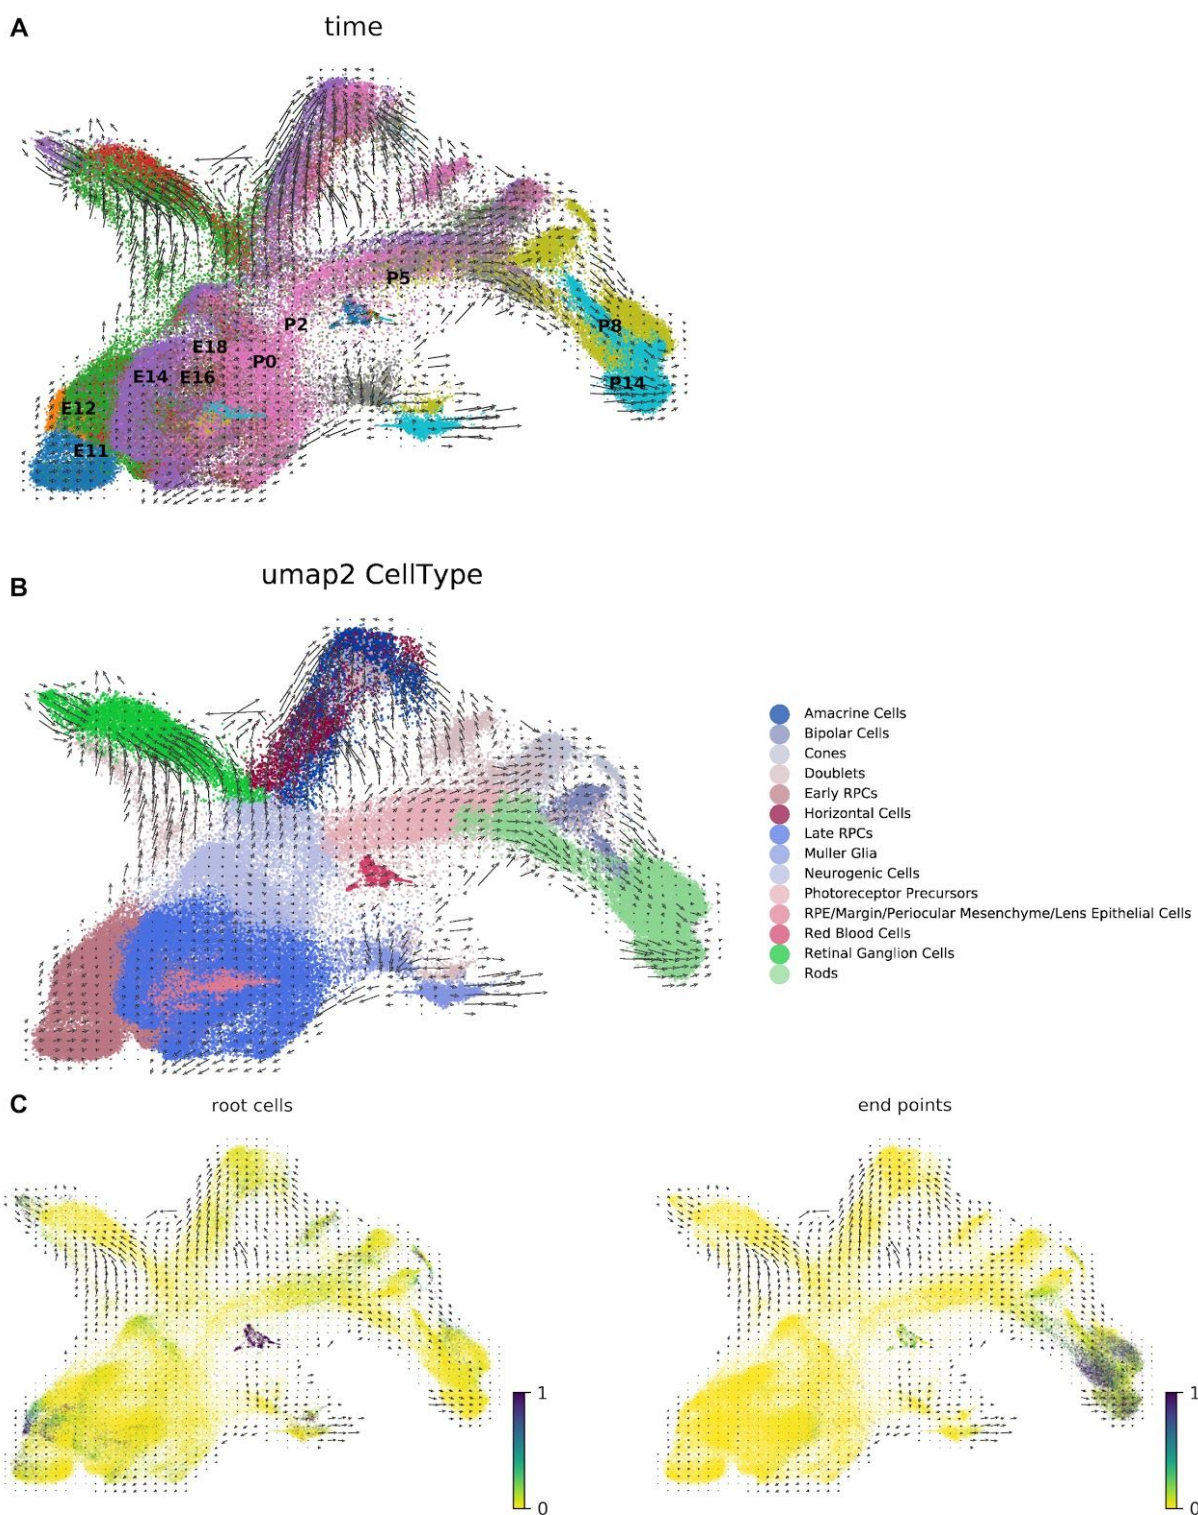 A
time
P5
P2
P8
E18
P0
E14
E16
P14
E12
E11
B
umap2 CellType
Amacrine Cells
Bipolar Cells
Cones
Doublets
Early RPCs
Horizontal Cells
Late RPCs
Muller Glia
Neurogenic Cells
Photoreceptor Precursors
RPE/Margin/Periocular Mesenchyme/Lens Epithelial Cells
Red Blood Cells
Retinal Ganglion Cells
Rods
C
root cells
end points
1
0
1
0